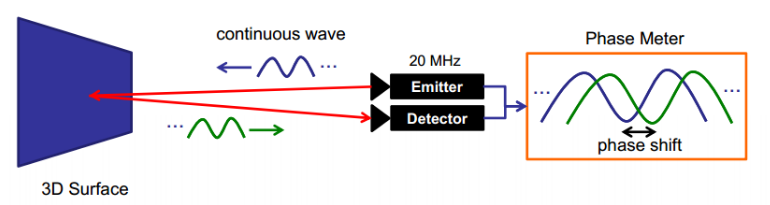 continuous wave
20 MHz
Phase Meter
...
Emitter
...
...
...
Detector
phase shift
3D Surface